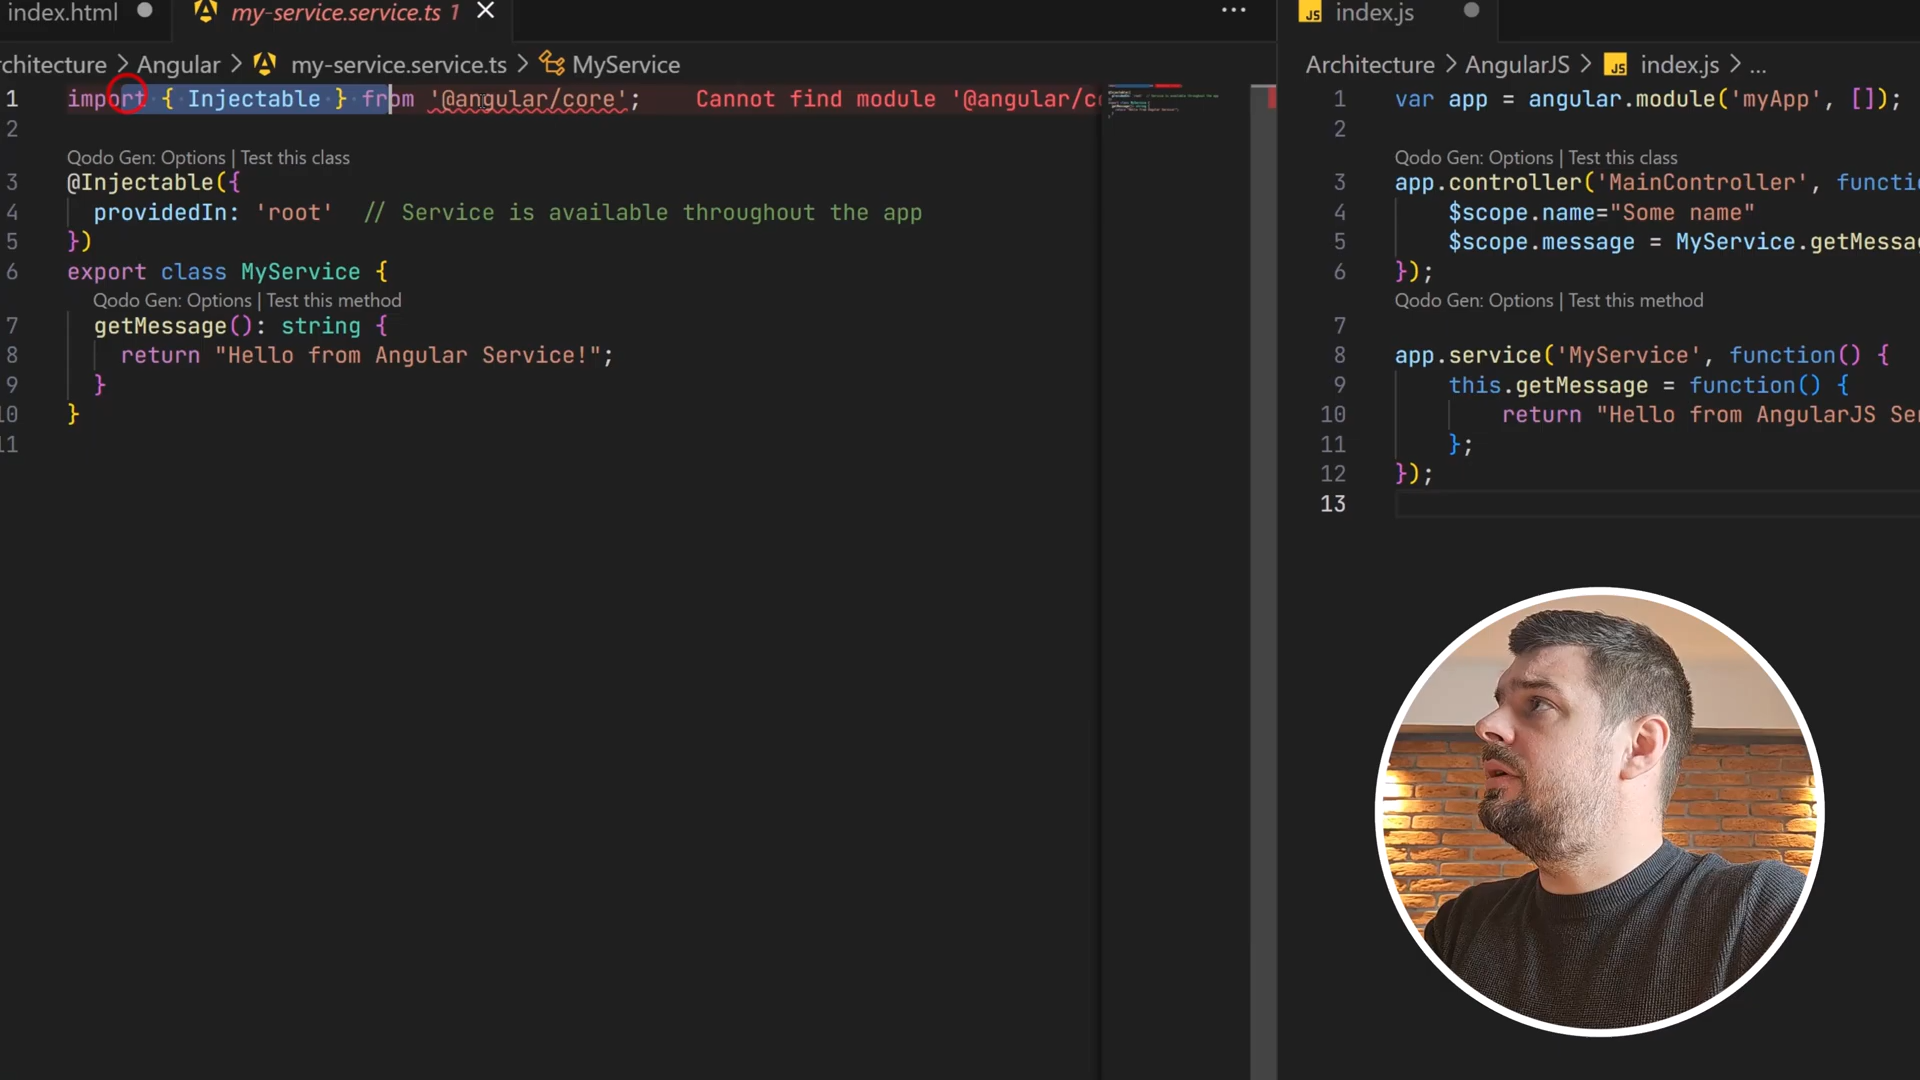 index.html
my-service.service.ts 1
chitecture > Angular > my-service.service.ts > MyService
1 import { Injectable } from '@angular/core'; Cannot find module '@angular/co
2
Qodo Gen: Options | Test this class
3 @Injectable({
4 providedIn: 'root' // Service is available throughout the app
5 })
6 export class MyService {
Qodo Gen: Options | Test this method
7 getMessage(): string {
8 return "Hello from Angular Service!";
9 }
10 }
11
JS index.js
Architecture > AngularJS > JS index.js > ...
1 var app = angular.module('myApp', []);
2
Qodo Gen: Options | Test this class
3 app.controller('MainController', functi
4 $scope.name="Some name"
5 $scope.message = MyService.getMessa
6 });
Qodo Gen: Options | Test this method
7
8 app.service('MyService', function() {
9 this.getMessage = function() {
10 return "Hello from AngularJS Se
11 };
12 });
13